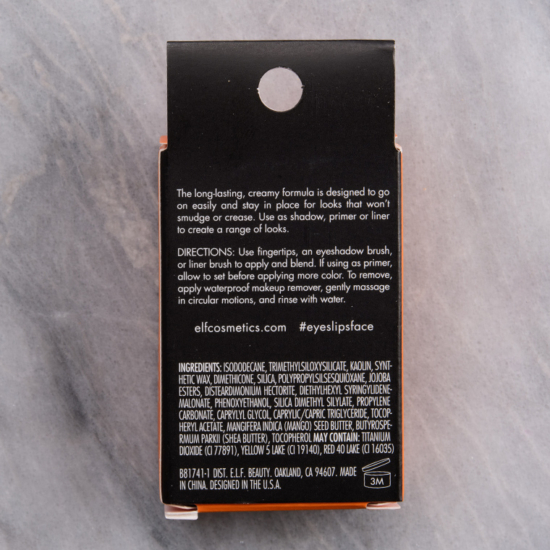 The long-lasting, creamy formula is designed to go
on easily and stay in place for looks that won't
smudge or crease. Use as shadow, primer or liner
to create a range of looks.
DIRECTIONS: Use fingertips, an eyeshadow brush,
or liner brush to apply and blend. If using as primer,
allow to set before applying more color. To remove,
apply waterproof makeup remover, gently massage
in circular motions, and rinse with water.
elfcosmetics.com #eyeslipsface
INGREDIENTS: ISODODECANE, TRIMETHYLSILOXYSILICATE, KAOLIN, SYNT-
HETIC WAX, DIMETHICONE, SILICA, POLYPROPYLSILSESQUIOXANE, JOJOBA
ESTERS, DISTEARDIMONIUM HECTORITE, DIETHYLHEXYL SYRINGYLIDENE-
MALONATE, PHENOXYETHANOL, SILICA DIMETHYL SILYLATE, PROPYLENE
CARBONATE, CAPRYLYL GLYCOL, CAPRYLIC/CAPRIC TRIGLYCERIDE, TOCOP-
HERYL ACETATE, MANGIFERA INDICA (MANGO) SEED BUTTER, BUTYROSPE-
RMUM PARKII (SHEA BUTTER), TOCOPHEROL MAY CONTAIN: TITANIUM
DIOXIDE (CI 77891), YELLOW 5 LAKE (CI 19140), RED 40 LAKE (CI 16035)
B81741-1 DIST. E.L.F. BEAUTY. OAKLAND, CA 94607. MADE
IN CHINA. DESIGNED IN THE U.S.A.
3M